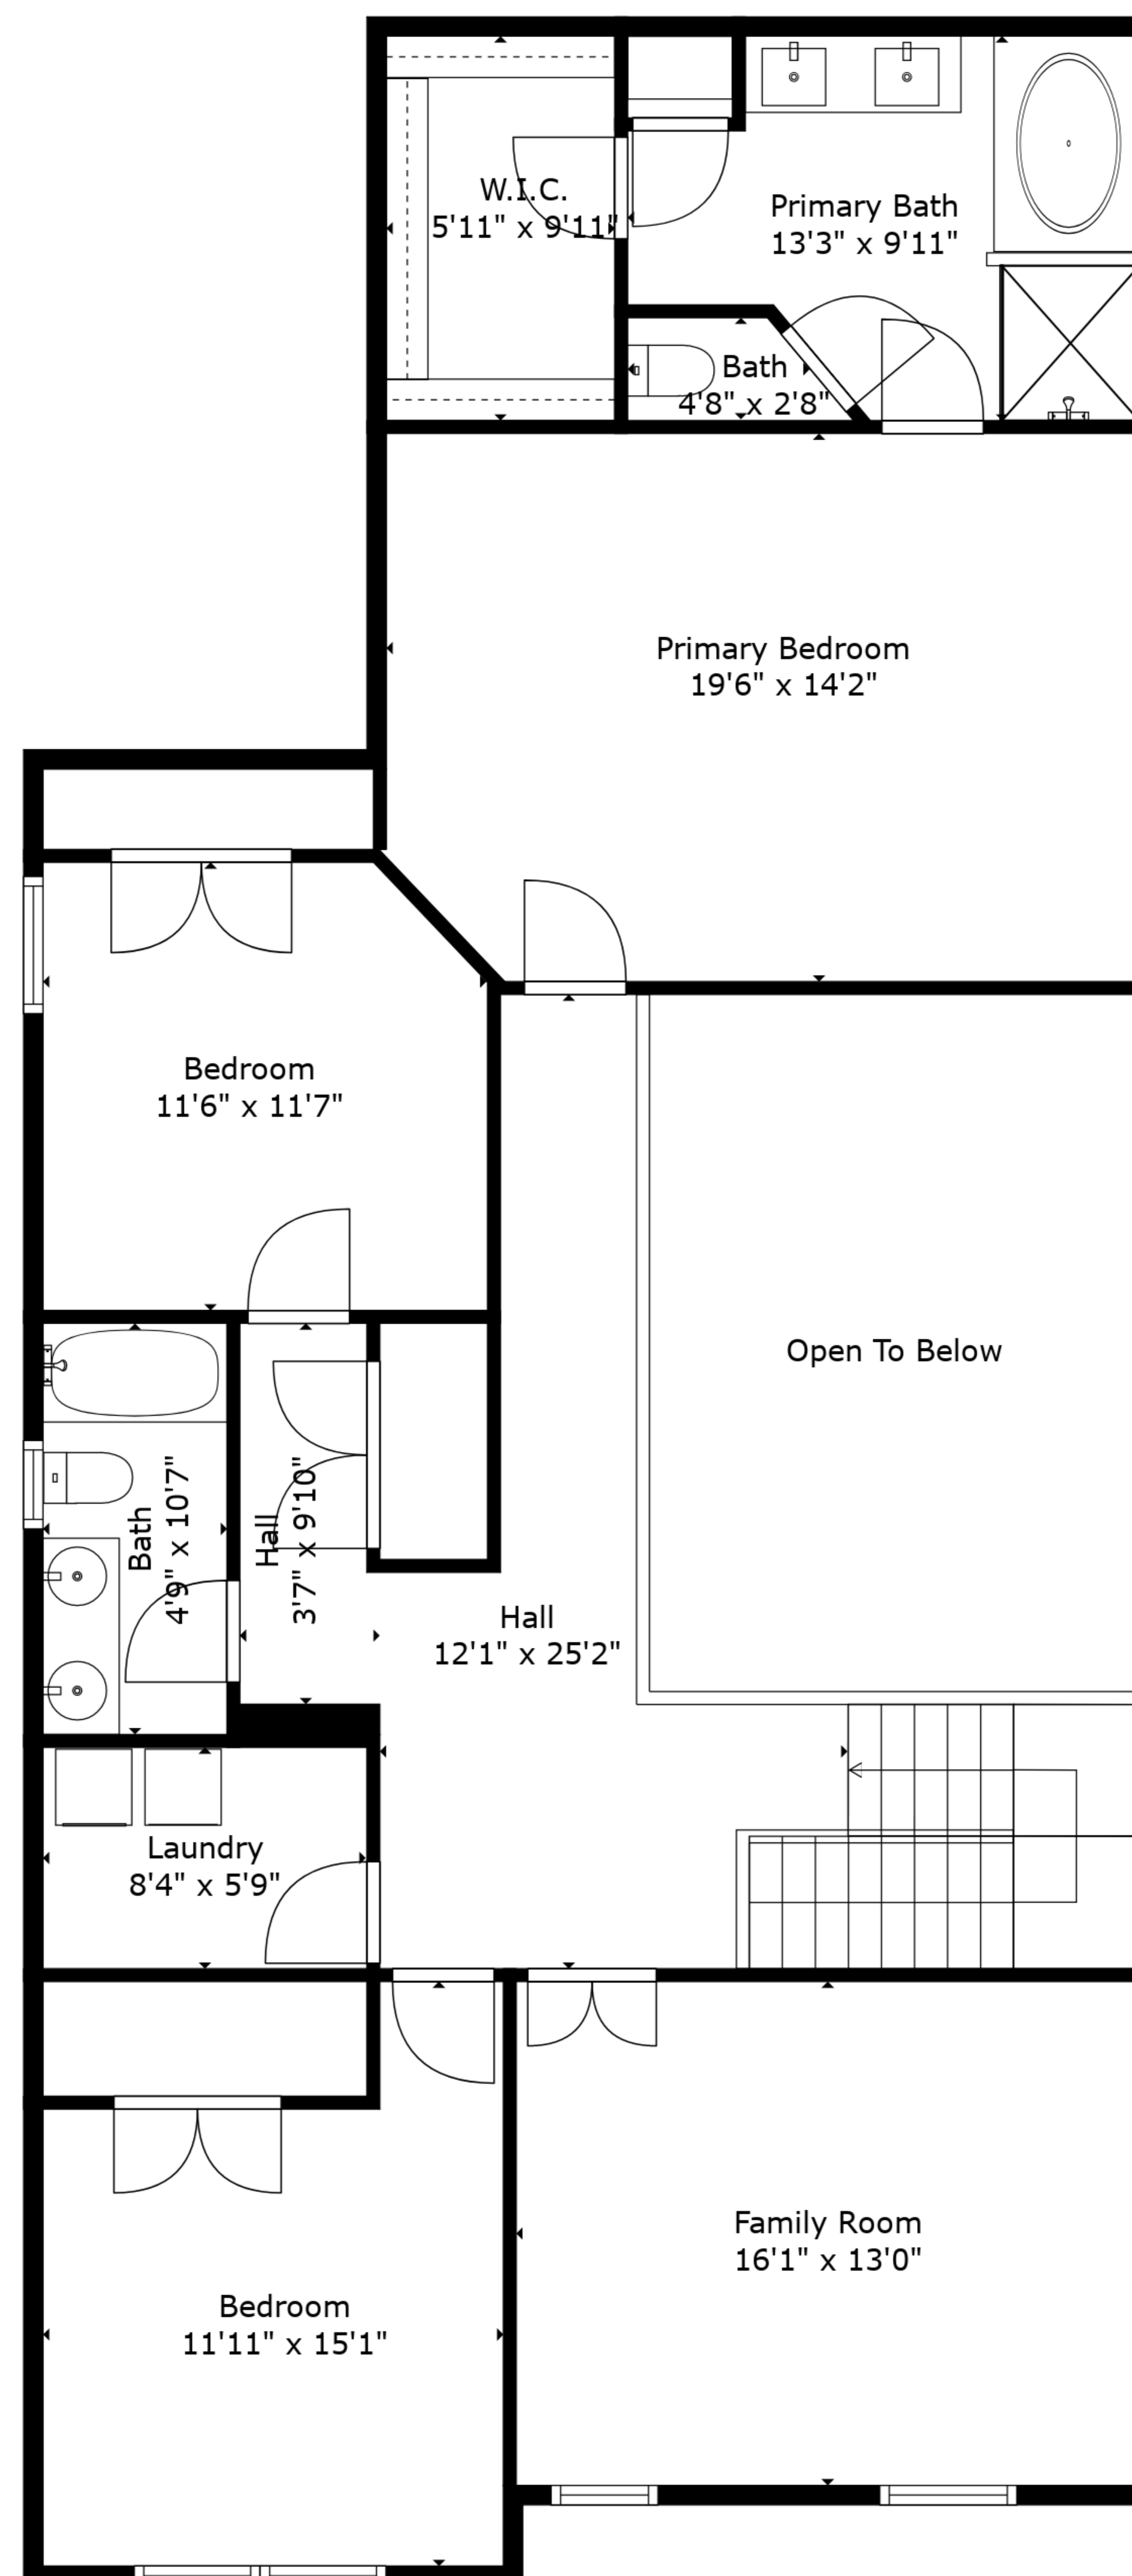 W.I.C.
5'11" x 9'11"
Primary Bath
13'3" x 9'11"
Bath
4'8" x 2'8"
Primary Bedroom
19'6" x 14'2"
Bedroom
11'6" x 11'7"
Open To Below
Bath
4'9" x 10'7"
Hall
3'7" x 9'10"
Hall
12'1" x 25'2"
Laundry
8'4" x 5'9"
Family Room
16'1" x 13'0"
Bedroom
11'11" x 15'1"